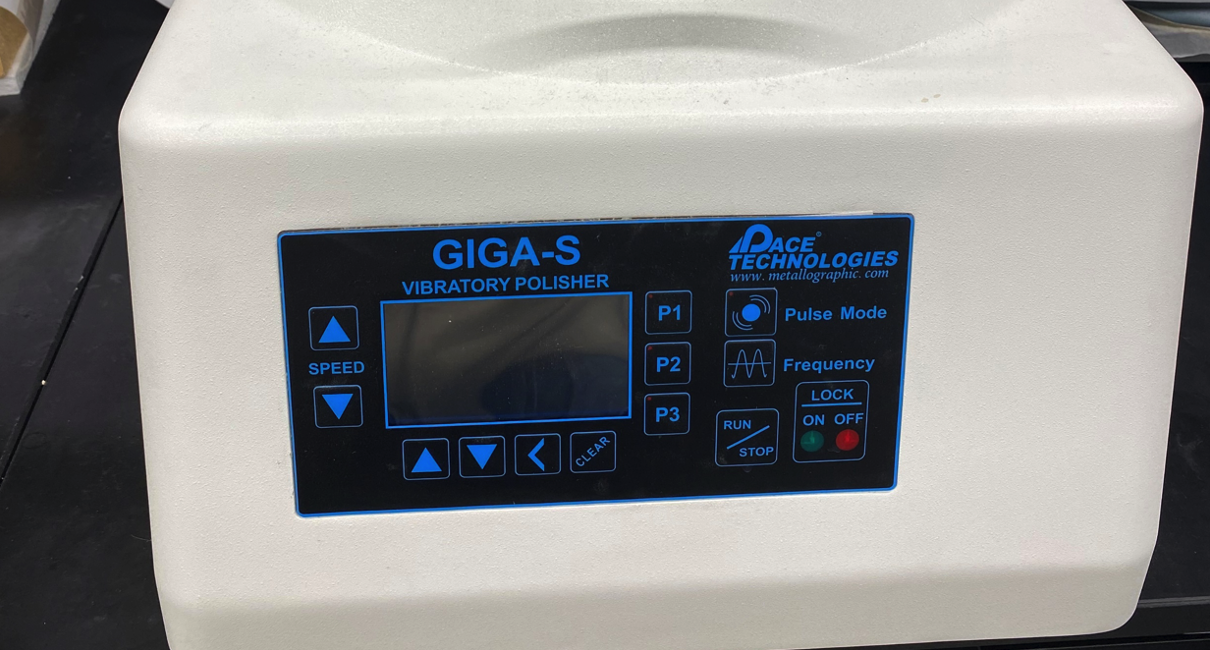 GIGA-S
VIBRATORY POLISHER
PACE®
TECHNOLOGIES
www.metallographic.com
SPEED
P1
P2
P3
Pulse Mode
Frequency
LOCK
ON OFF
RUN
STOP
CLEAR